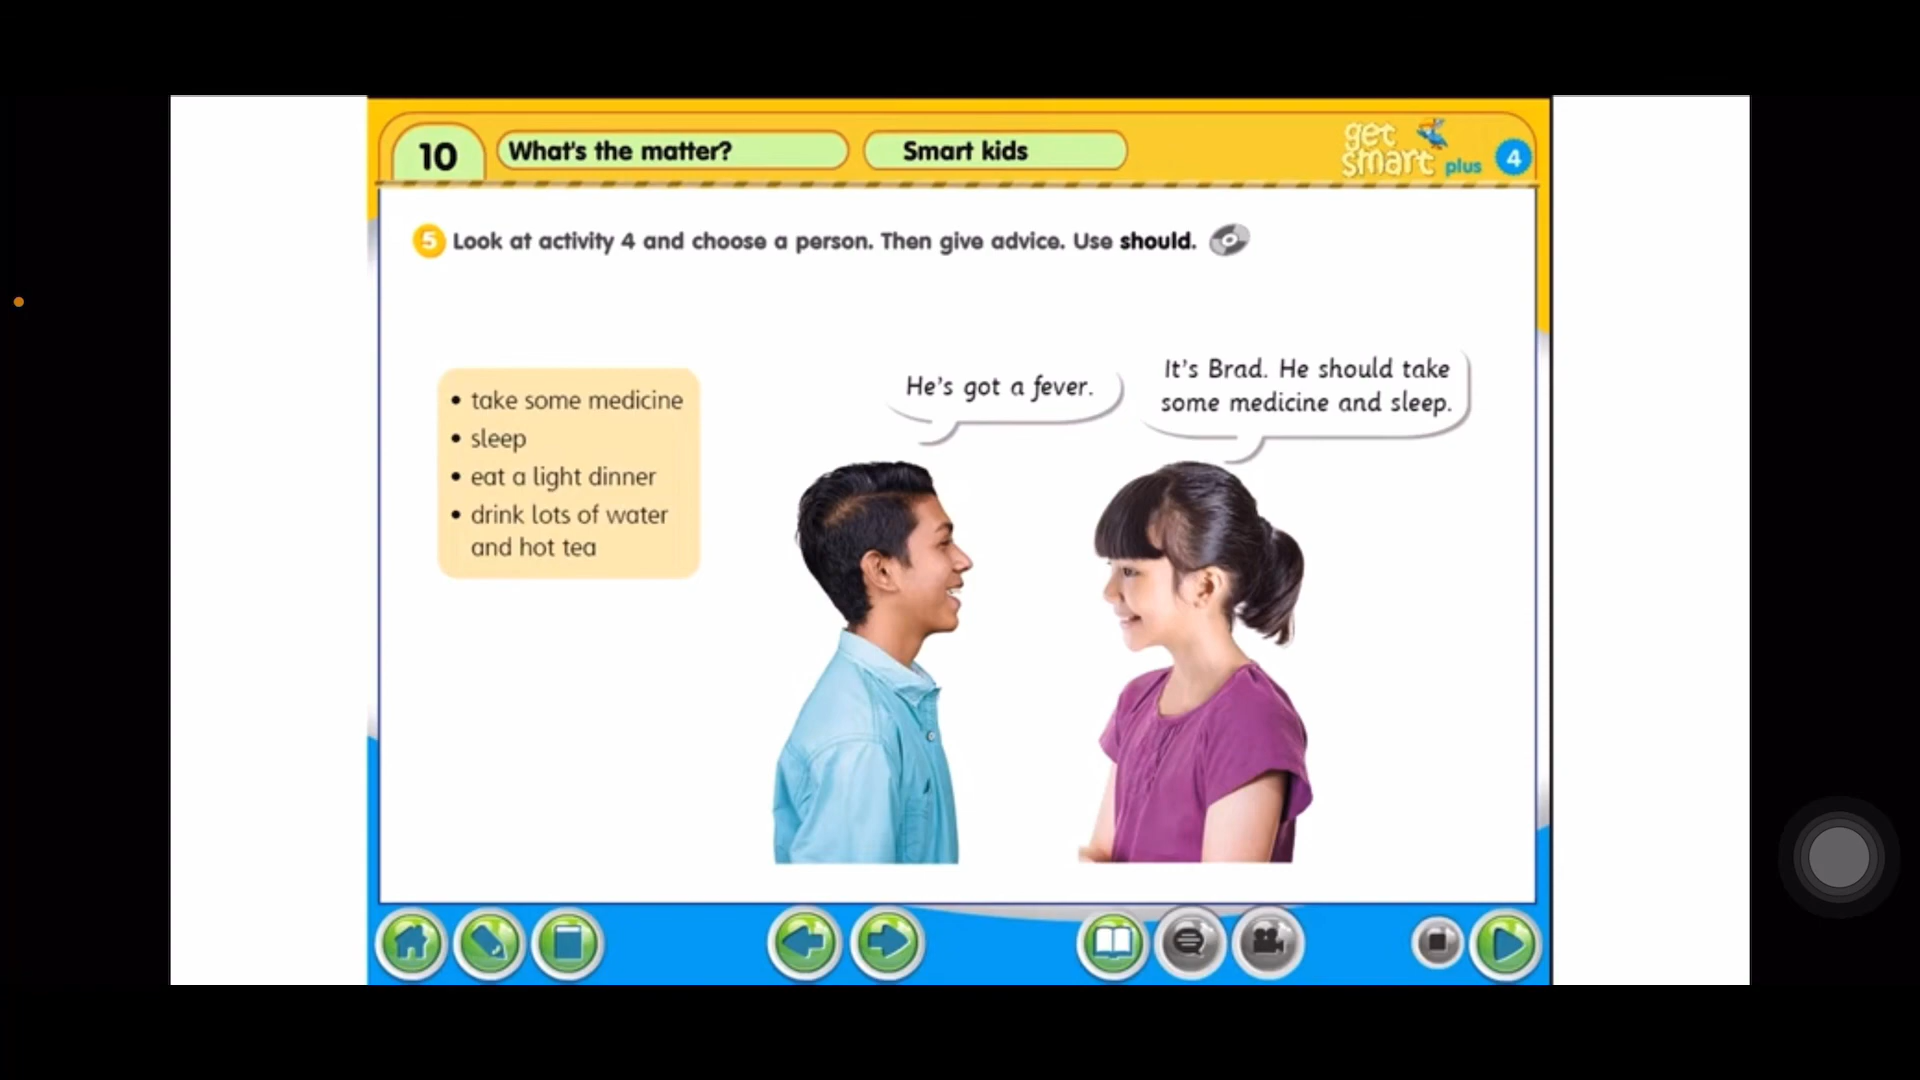 10
What's the matter?
Smart kids
get
smart plus 4
5 Look at activity 4 and choose a person. Then give advice. Use should.
• take some medicine
• sleep
• eat a light dinner
• drink lots of water
and hot tea
He's got a fever.
It's Brad. He should take
some medicine and sleep.